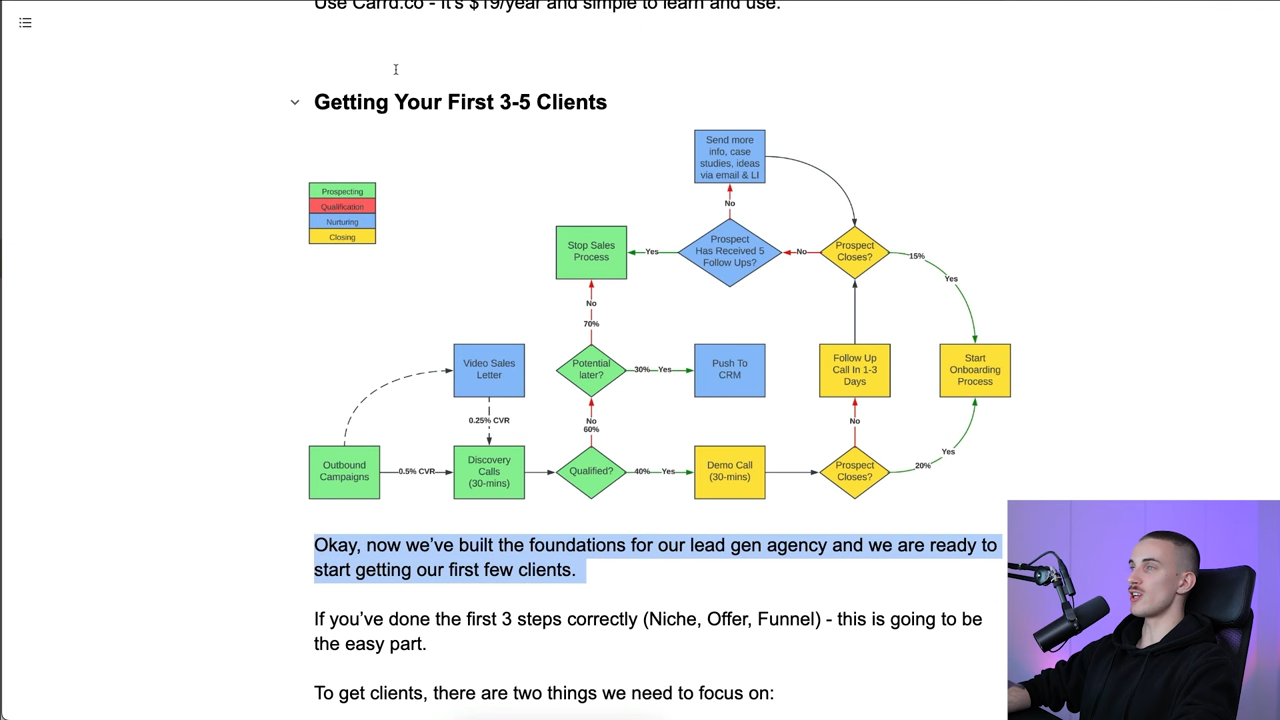 Use Carrd.co - it's $19/year and simple to learn and use.
Getting Your First 3-5 Clients
Send more
info, case
studies, ideas
via email & LI
Prospecting
Qualification
Nurturing
Closing
No
Stop Sales
Process
Yes
Prospect
Has Received 5
Follow Ups?
No
Prospect
Closes?
15%
Yes
No
70%
Video Sales
Letter
Potential
later?
30%
Yes
Push To
CRM
Follow Up
Call In 1-3
Days
Start
Onboarding
Process
0.25% CVR
No
60%
No
Yes
Outbound
Campaigns
0.5% CVR
Discovery
Calls
(30-mins)
Qualified?
40%
Yes
Demo Call
(30-mins)
Prospect
Closes?
20%
Okay, now we've built the foundations for our lead gen agency and we are ready to
start getting our first few clients.
If you've done the first 3 steps correctly (Niche, Offer, Funnel) - this is going to be
the easy part.
To get clients, there are two things we need to focus on: